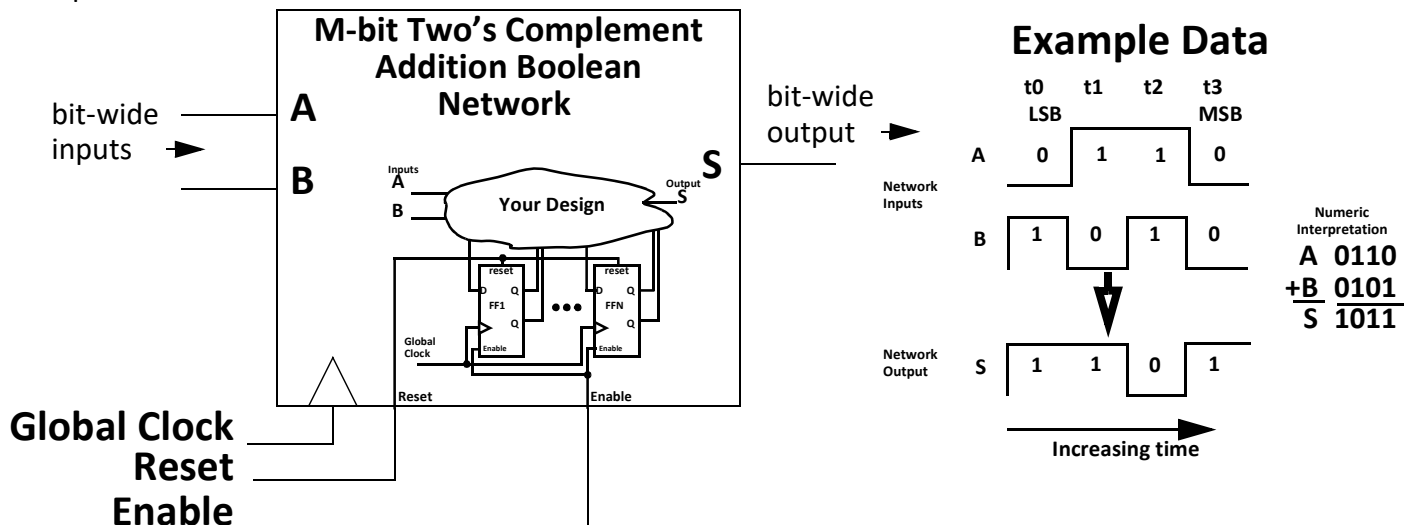 M-bit Two's Complement
Addition Boolean
Network
bit-wide
inputs
A
B
Inputs
A
B
Your Design
Output
S
reset
D
Q
FF1
Q
Enable
reset
D
Q
FFN
Q
Enable
Global
Clock
Reset
Enable
S
bit-wide
output
Global Clock
Reset
Enable
Example Data
t0 t1 t2 t3
LSB MSB
A 0 1 1 0
Network
Inputs
B 1 0 1 0
Numeric
Interpretation
A 0110
+B 0101
S 1011
Network
Output
S 1 1 0 1
Increasing time